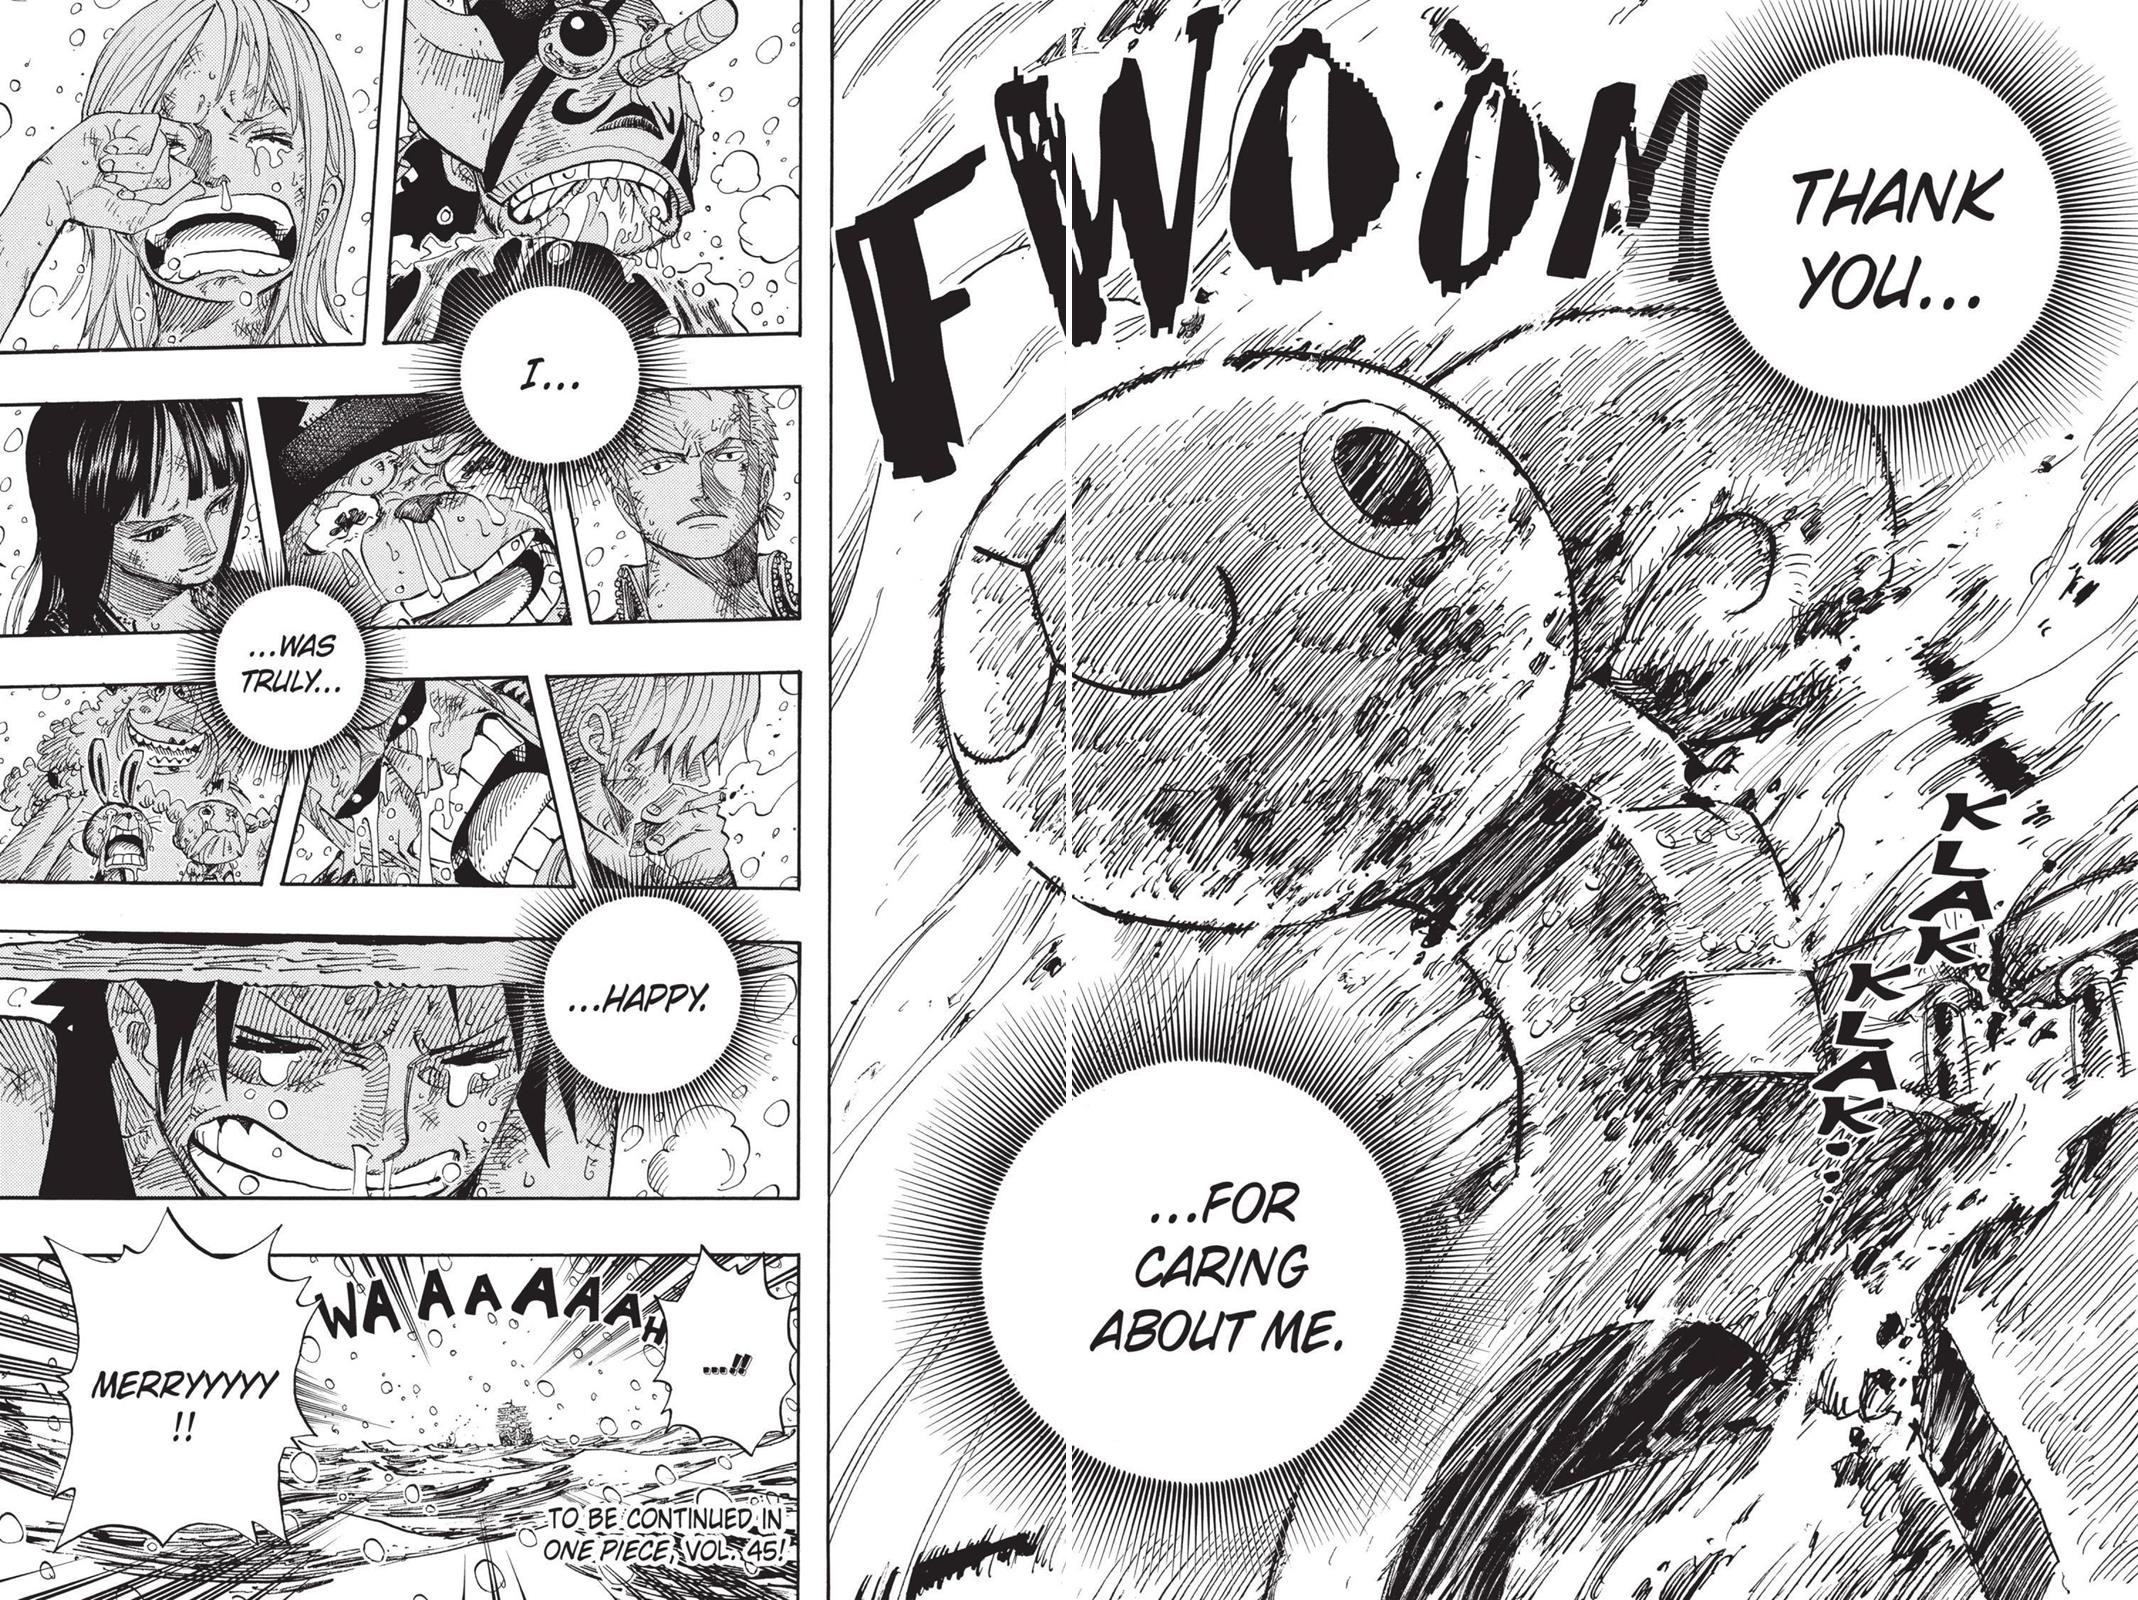 FWOOM
THANK
YOU...
KLAK
KLAK...
...FOR
CARING
ABOUT ME.
I...
...WAS
TRULY...
...HAPPY.
...!!
WAAAAAAH
MERRYYYYY
!!
TO BE CONTINUED IN
ONE PIECE, VOL. 45!